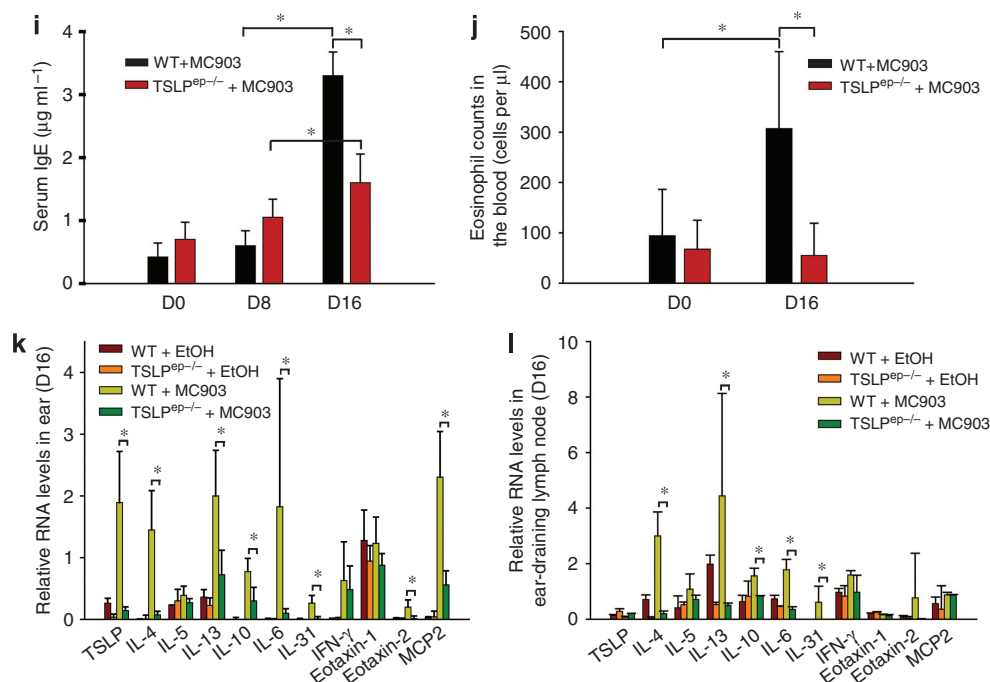 i
Serum IgE (μg ml⁻¹)
4
3
2
1
0
WT+MC903
TSLPᵉᵖ⁻/⁻ + MC903
*
*
*
D0
D8
D16
j
Eosinophil counts in
the blood (cells per μl)
500
400
300
200
100
0
*
*
WT+MC903
TSLPᵉᵖ⁻/⁻ + MC903
D0
D16
k
Relative RNA levels in ear (D16)
4
3
2
1
0
WT + EtOH
TSLPᵉᵖ⁻/⁻ + EtOH
WT + MC903
TSLPᵉᵖ⁻/⁻ + MC903
*
*
*
*
*
*
*
*
TSLP
IL-4
IL-5
IL-13
IL-10
IL-6
IL-31
IFN-γ
Eotaxin-1
Eotaxin-2
MCP2
l
Relative RNA levels in
ear-draining lymph node (D16)
10
8
6
4
2
0
WT + EtOH
TSLPᵉᵖ⁻/⁻ + EtOH
WT + MC903
TSLPᵉᵖ⁻/⁻ + MC903
*
*
*
*
*
TSLP
IL-4
IL-5
IL-13
IL-10
IL-6
IL-31
IFN-γ
Eotaxin-1
Eotaxin-2
MCP2